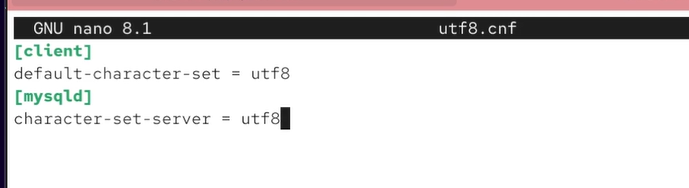 GNU nano 8.1 utf8.cnf
[client]
default-character-set = utf8
[mysqld]
character-set-server = utf8